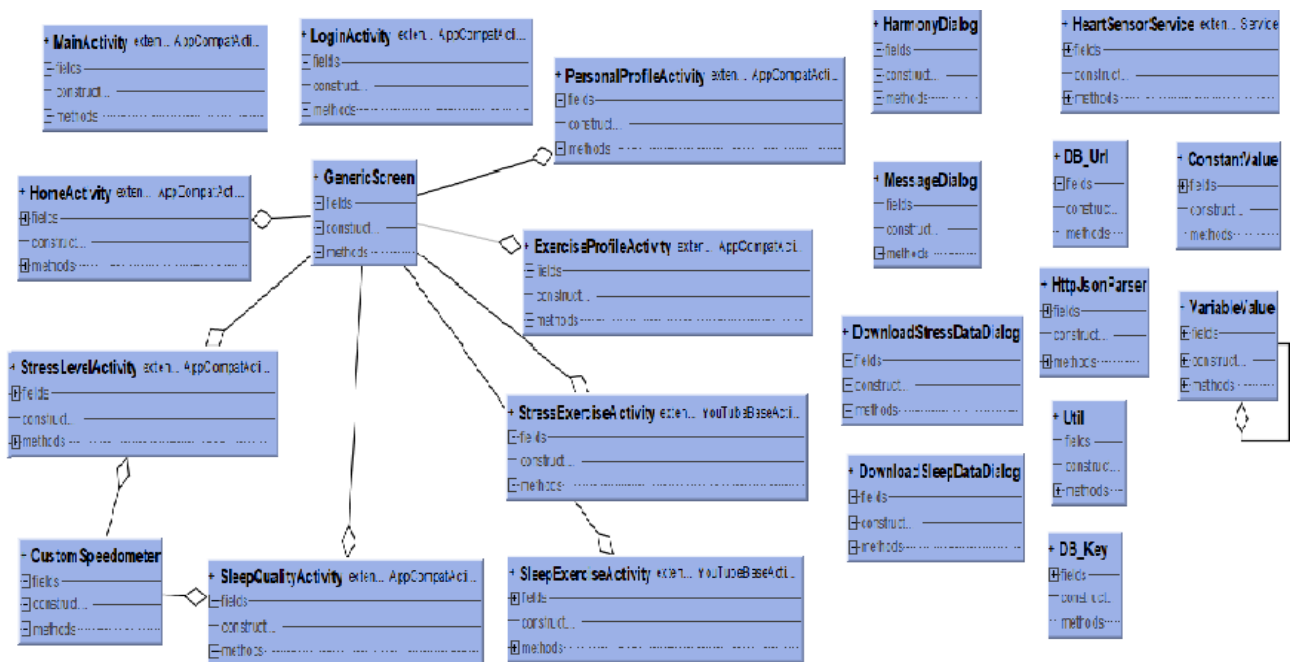 + MainActivity exten... AppCompatActi...
fields
construct...
methods
+ LoginActivity exten... AppCompatActi...
fields
construct...
methods
+ PersonalProfileActivity exten... AppCompatActi...
fields
construct...
methods
+ HarmonyDialog
fields
construct...
methods
+ HeartSensorService exten... Service
fields
construct...
methods
+ HomeActivity exten... AppCompatActi...
fields
construct...
methods
+ GenericScreen
fields
construct...
methods
+ ExerciseProfileActivity exten... AppCompatActi...
fields
construct...
methods
+ MessageDialog
fields
construct...
methods
+ DB_Url
fields
construct...
methods
+ ConstantValue
fields
construct...
methods
+ StressLevelActivity exten... AppCompatActi...
fields
construct...
methods
+ StressExerciseActivity exten... YouTubeBaseActi...
fields
construct...
methods
+ DownloadStressDataDialog
fields
construct...
methods
+ HttpJsonParser
fields
construct...
methods
VariableValue
fields
construct...
methods
+ CustomSpeedometer
fields
construct...
methods
+ SleepQualityActivity exten... AppCompatActi...
fields
construct...
methods
+ SleepExerciseActivity exten... YouTubeBaseActi...
fields
construct...
methods
+ DownloadSleepDataDialog
fields
construct...
methods
+ Util
fields
construct...
methods
+ DB_Key
fields
construct...
methods